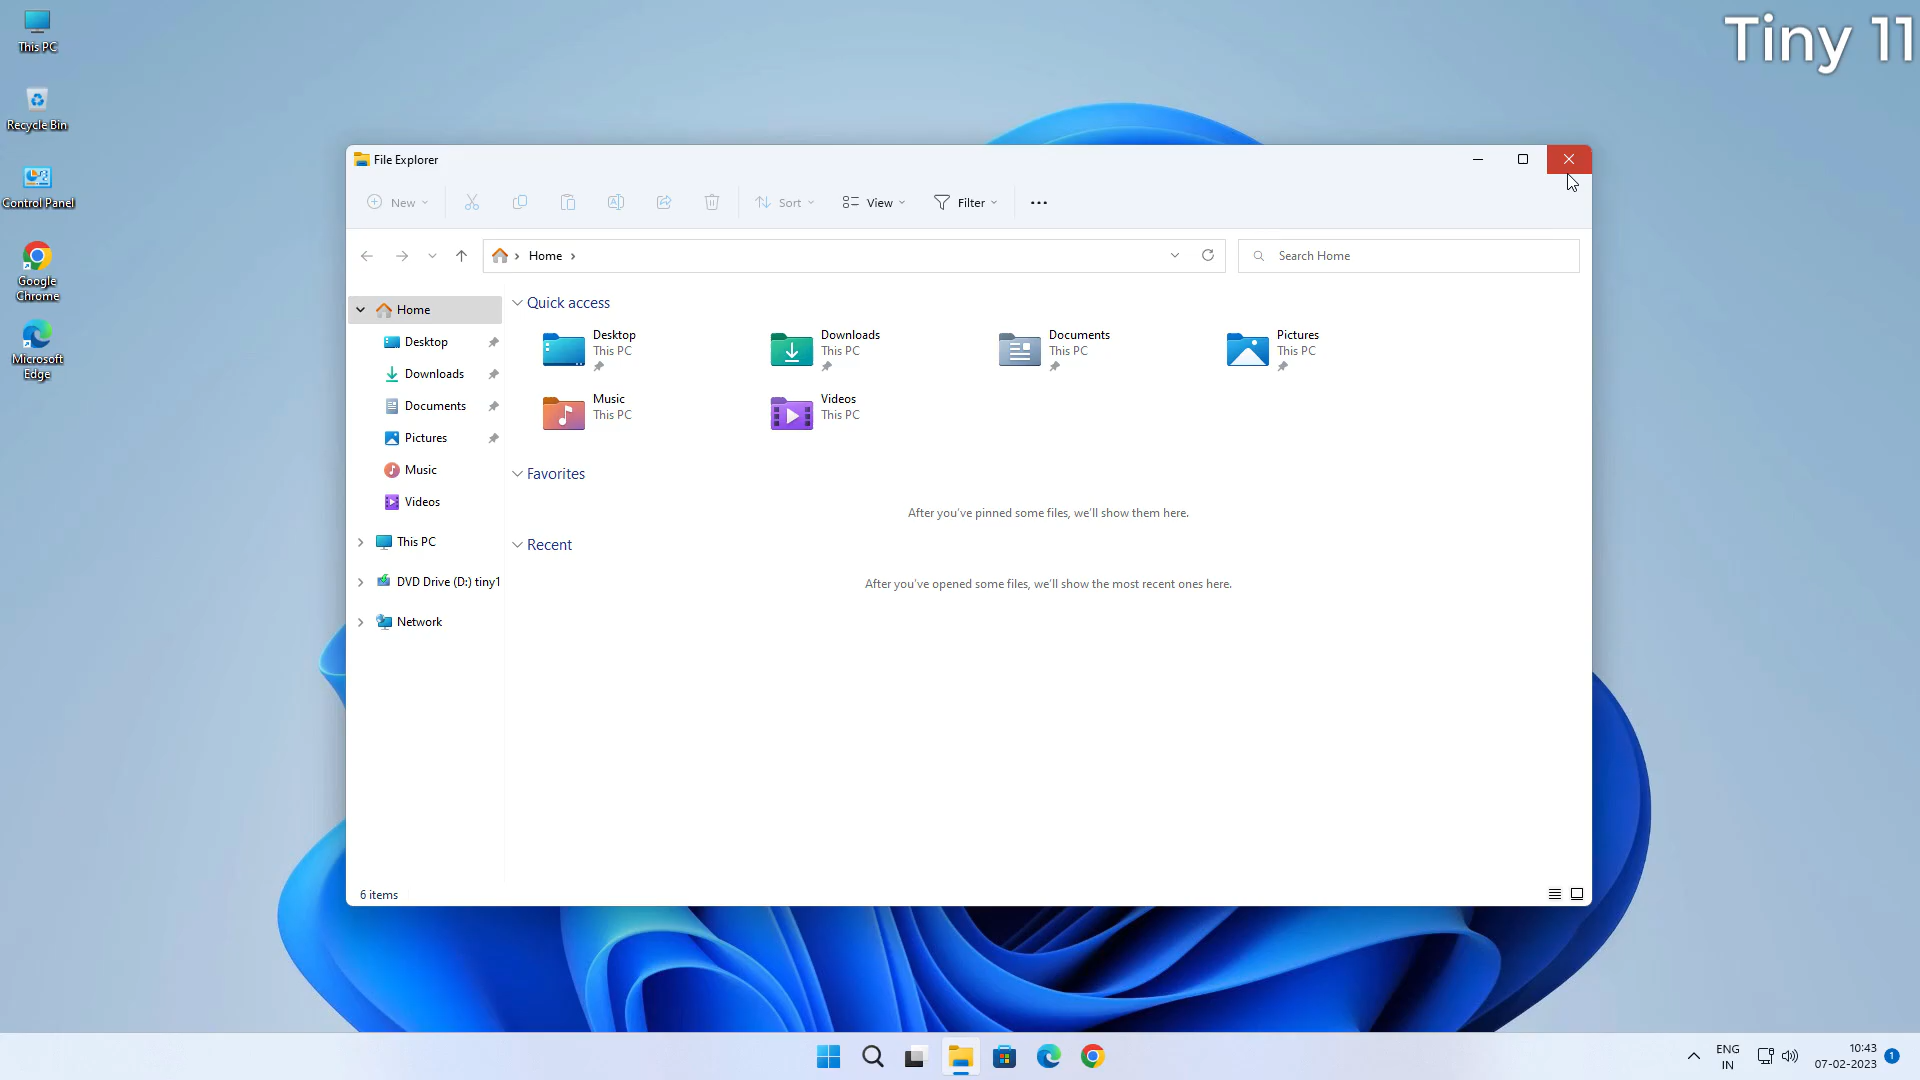 Tiny 11
This PC
Recycle Bin
Control Panel
Google
Chrome
Microsoft
Edge
File Explorer
New
Sort
View
Filter
Home
Search Home
Home
Desktop
Downloads
Documents
Pictures
Music
Videos
This PC
DVD Drive (D:) tiny1
Network
Quick access
Desktop
This PC
Downloads
This PC
Documents
This PC
Pictures
This PC
Music
This PC
Videos
This PC
Favorites
After you've pinned some files, we'll show them here.
Recent
After you've opened some files, we'll show the most recent ones here.
6 items
ENG
IN
10:43
07-02-2023
1